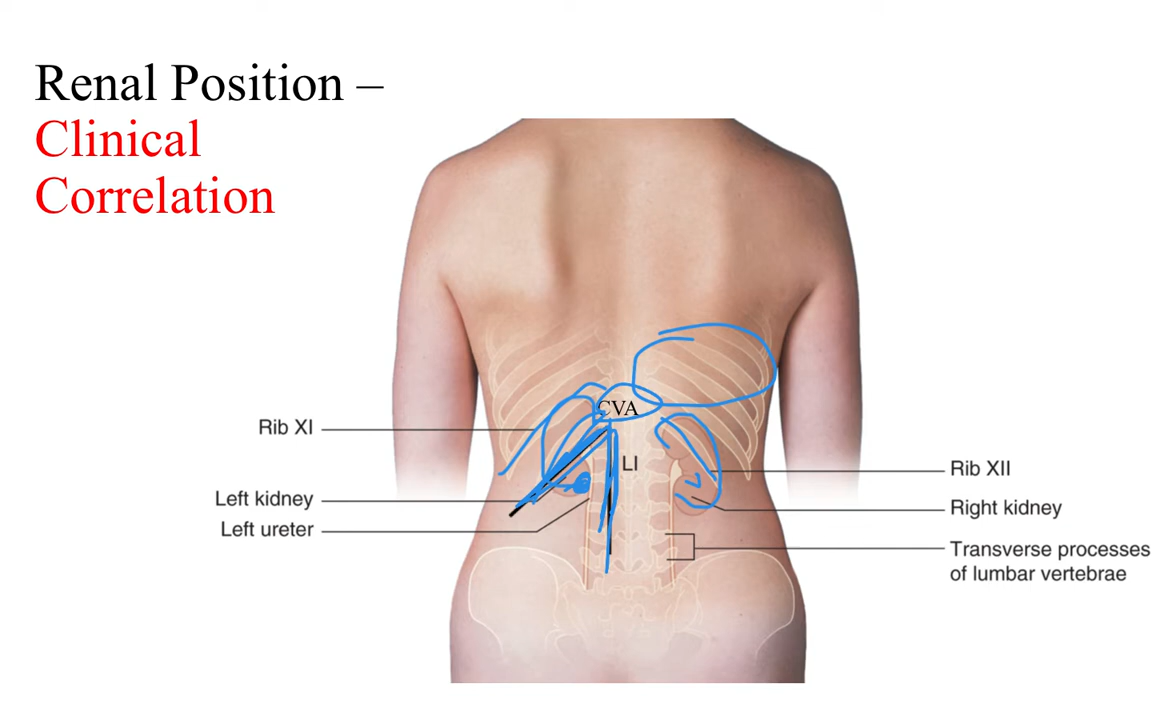 Renal Position –
Clinical
Correlation
CVA
Rib XI
LI
Rib XII
Left kidney
Right kidney
Left ureter
Transverse processes
of lumbar vertebrae